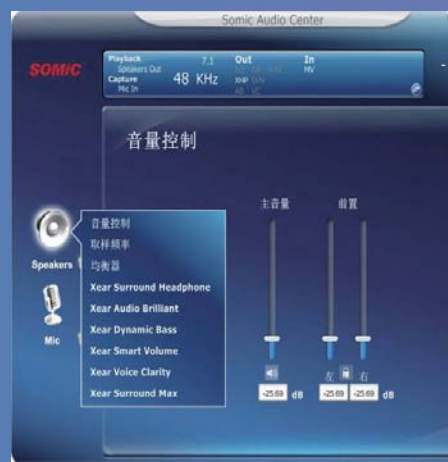 Somic Audio Center
SOMIC
Playback 7.1 Out In
Speakers Out MV
Capture 48 KHz XHP
Mic In
音量控制
主音量 前置
音量控制
取样频率
均衡器
Speakers
Xear Surround Headphone
Xear Audio Brilliant
Xear Dynamic Bass
Mic
Xear Smart Volume
Xear Voice Clarity
Xear Surround Max
左 右
-25.69 dB -25.69 -25.69 dB